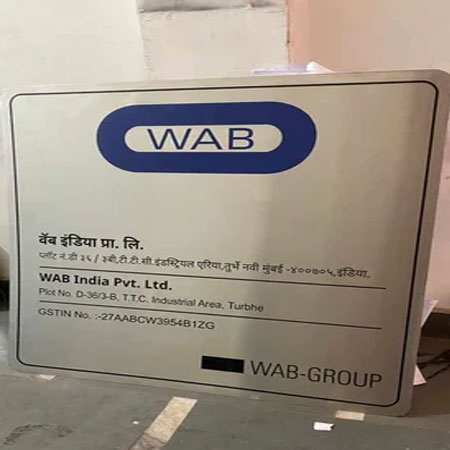 WAB
वॅब इंडिया प्रा. लि.
प्लॉट नं.डी ३६ / ३बी,टी.टी.सी.इंडस्ट्रियल एरिया,तुर्भे नवी मुंबई -४००७०५,इंडिया.
WAB India Pvt. Ltd.
Plot No. D-36/3-B, T.T.C. Industrial Area, Turbhe
GSTIN No. :-27AABCW3954B1ZG
WAB-GROUP